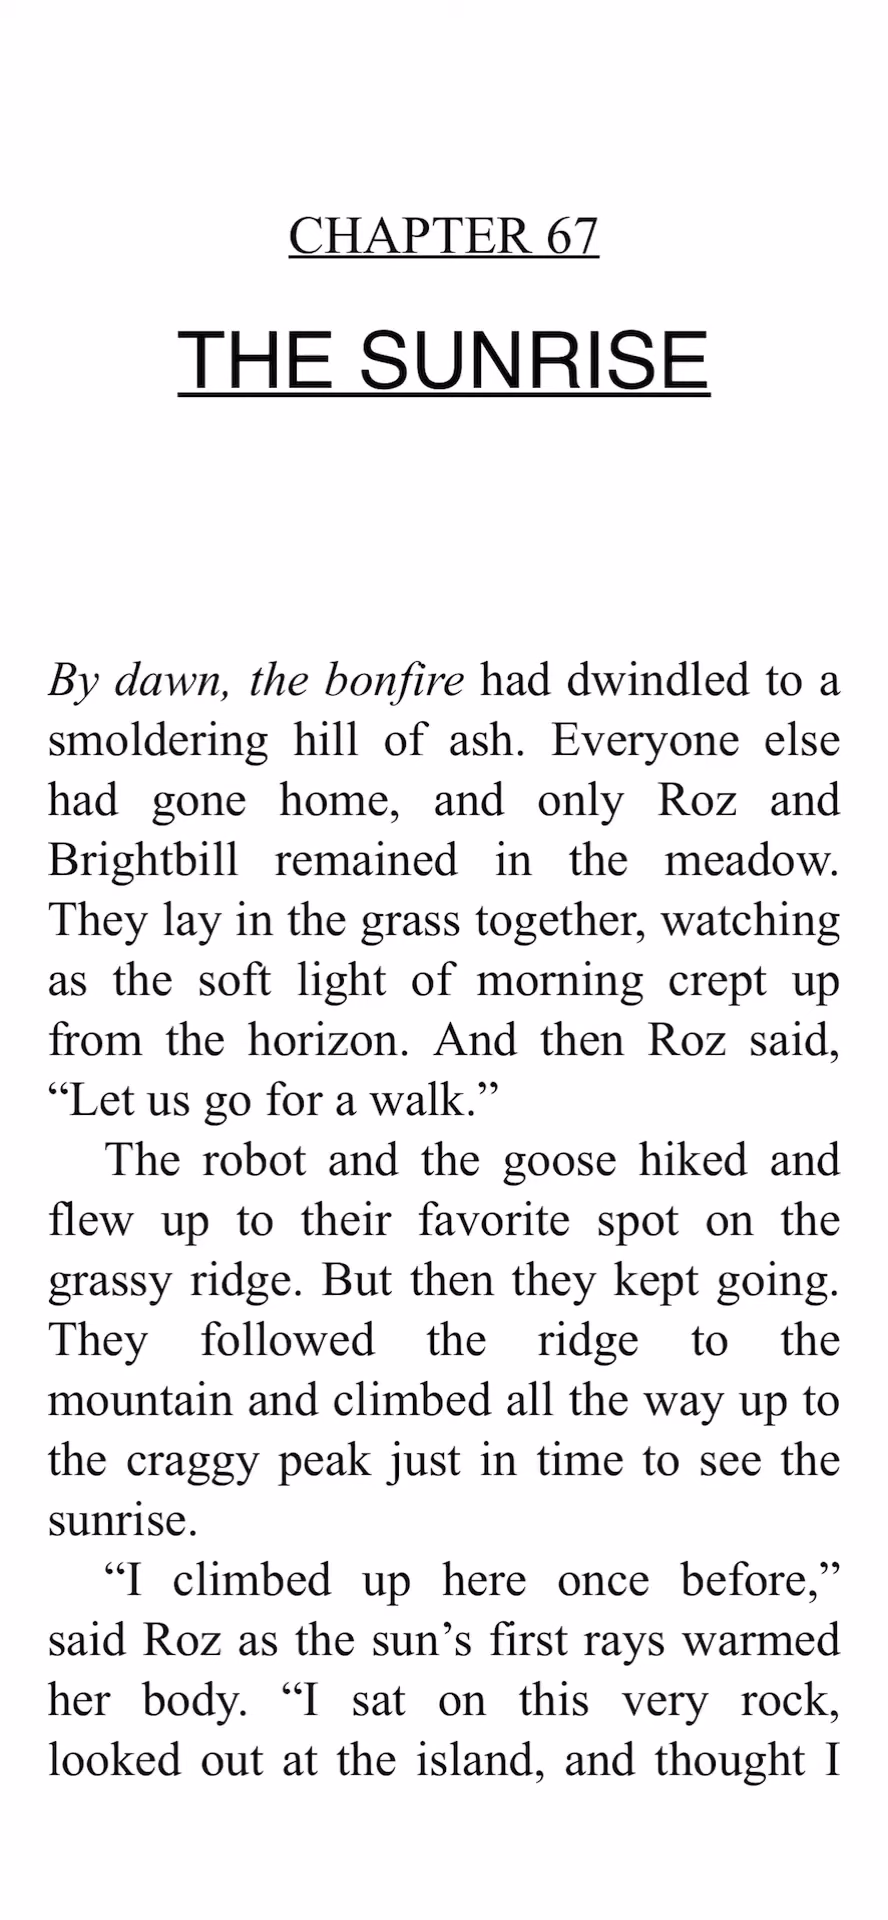 CHAPTER 67
THE SUNRISE
By dawn, the bonfire had dwindled to a
smoldering hill of ash. Everyone else
had gone home, and only Roz and
Brightbill remained in the meadow.
They lay in the grass together, watching
as the soft light of morning crept up
from the horizon. And then Roz said,
“Let us go for a walk.”
The robot and the goose hiked and
flew up to their favorite spot on the
grassy ridge. But then they kept going.
They followed the ridge to the
mountain and climbed all the way up to
the craggy peak just in time to see the
sunrise.
“I climbed up here once before,”
said Roz as the sun’s first rays warmed
her body. “I sat on this very rock,
looked out at the island, and thought I